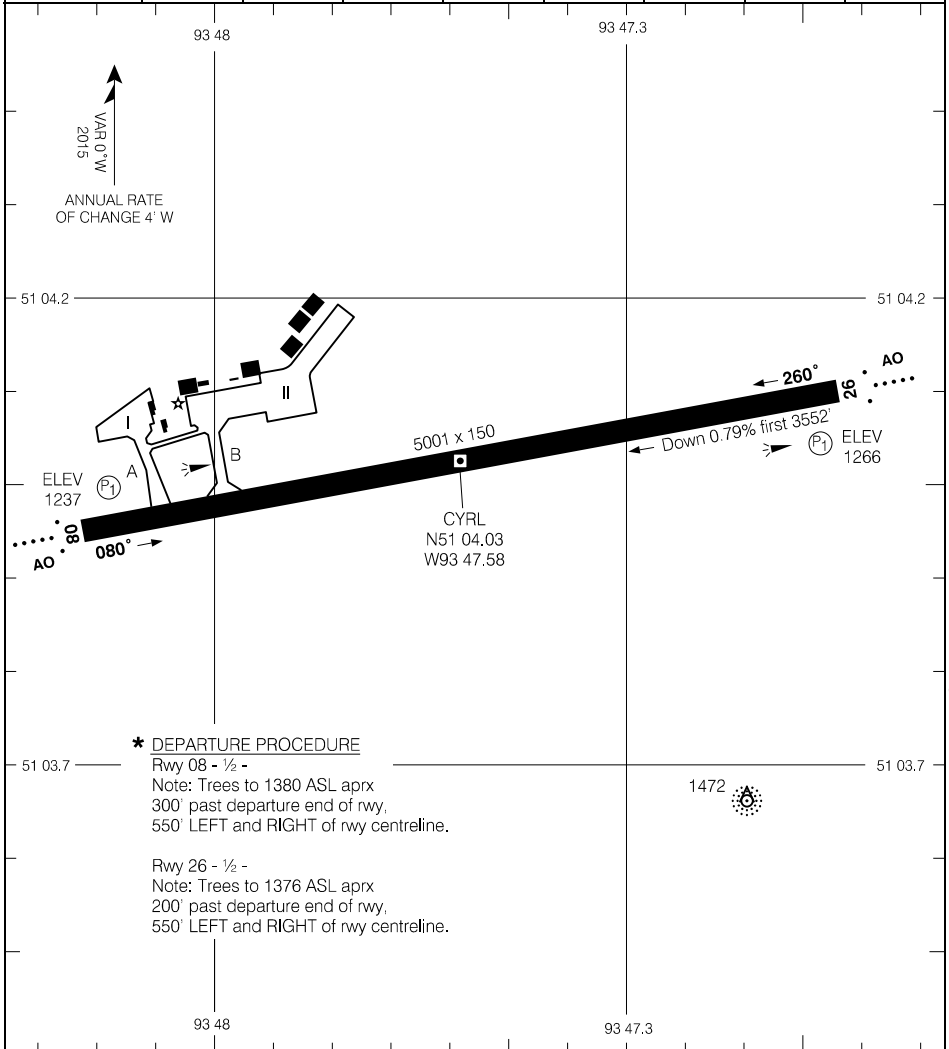 93 48
93 47.3
VAR 0°W
2015
ANNUAL RATE
OF CHANGE 4' W
51 04.2
51 04.2
AO
260°
26
I
II
5001 x 150
Down 0.79% first 3552'
P1
ELEV
1266
A
B
ELEV
1237
P1
08
080°
AO
CYRL
N51 04.03
W93 47.58
* DEPARTURE PROCEDURE
Rwy 08 - ½ -
Note: Trees to 1380 ASL aprx
300' past departure end of rwy,
550' LEFT and RIGHT of rwy centreline.
51 03.7
1472
A
Rwy 26 - ½ -
Note: Trees to 1376 ASL aprx
200' past departure end of rwy,
550' LEFT and RIGHT of rwy centreline.
93 48
93 47.3